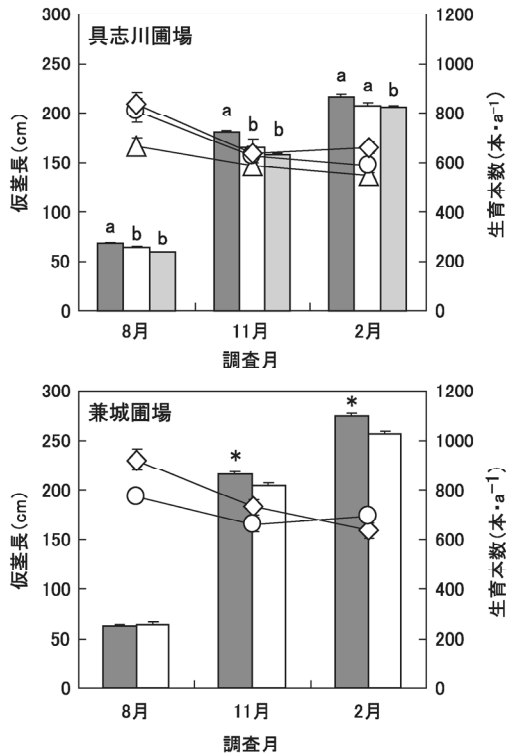 300
1200
具志川圃場
250
1000
a
a
b
a
200
800
b
b
150
600
100
400
a
b
b
50
200
0
0
8月
11月
2月
調査月
仮茎長(cm)
生育本数(本・a⁻¹)
300
1200
兼城圃場
*
250
1000
*
200
800
150
600
100
400
50
200
0
0
8月
11月
2月
調査月
仮茎長(cm)
生育本数(本・a⁻¹)